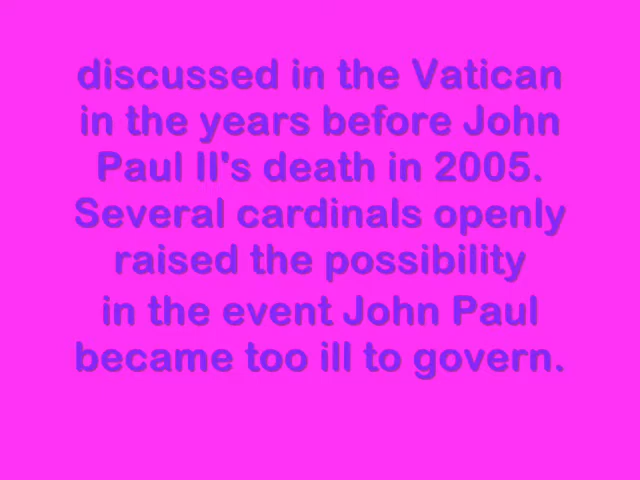 discussed in the Vatican
in the years before John
Paul II's death in 2005.
Several cardinals openly
raised the possibility
in the event John Paul
became too ill to govern.